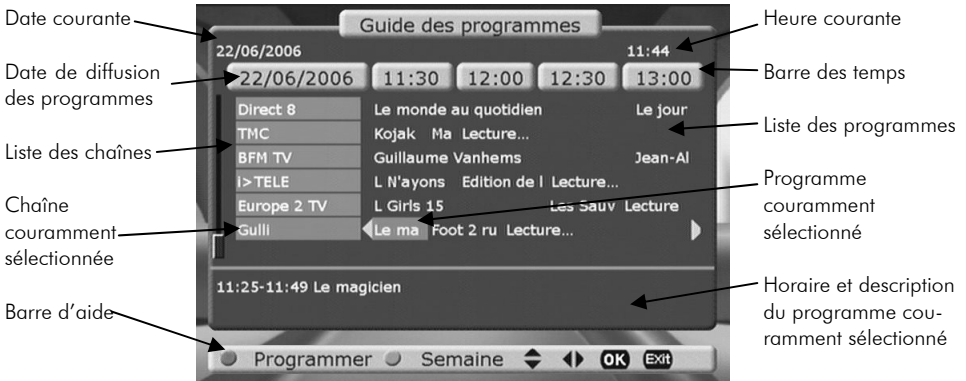 Date courante
Date de diffusion
des programmes
Liste des chaînes
Chaîne
couramment
sélectionnée
Barre d'aide
Guide des programmes
22/06/2006 11:44
22/06/2006 11:30 12:00 12:30 13:00
Direct 8 Le monde au quotidien Le jour
TMC Kojak Ma Lecture...
BFM TV Guillaume Vanhems Jean-Al
i>TELE L N'ayons Edition de l Lecture...
Europe 2 TV L Girls 15 Les Sauv Lecture
Gulli Le ma Foot 2 ru Lecture...
11:25-11:49 Le magicien
Programmer Semaine OK Exit
Heure courante
Barre des temps
Liste des programmes
Programme
couramment
sélectionné
Horaire et description
du programme cou-
ramment sélectionné